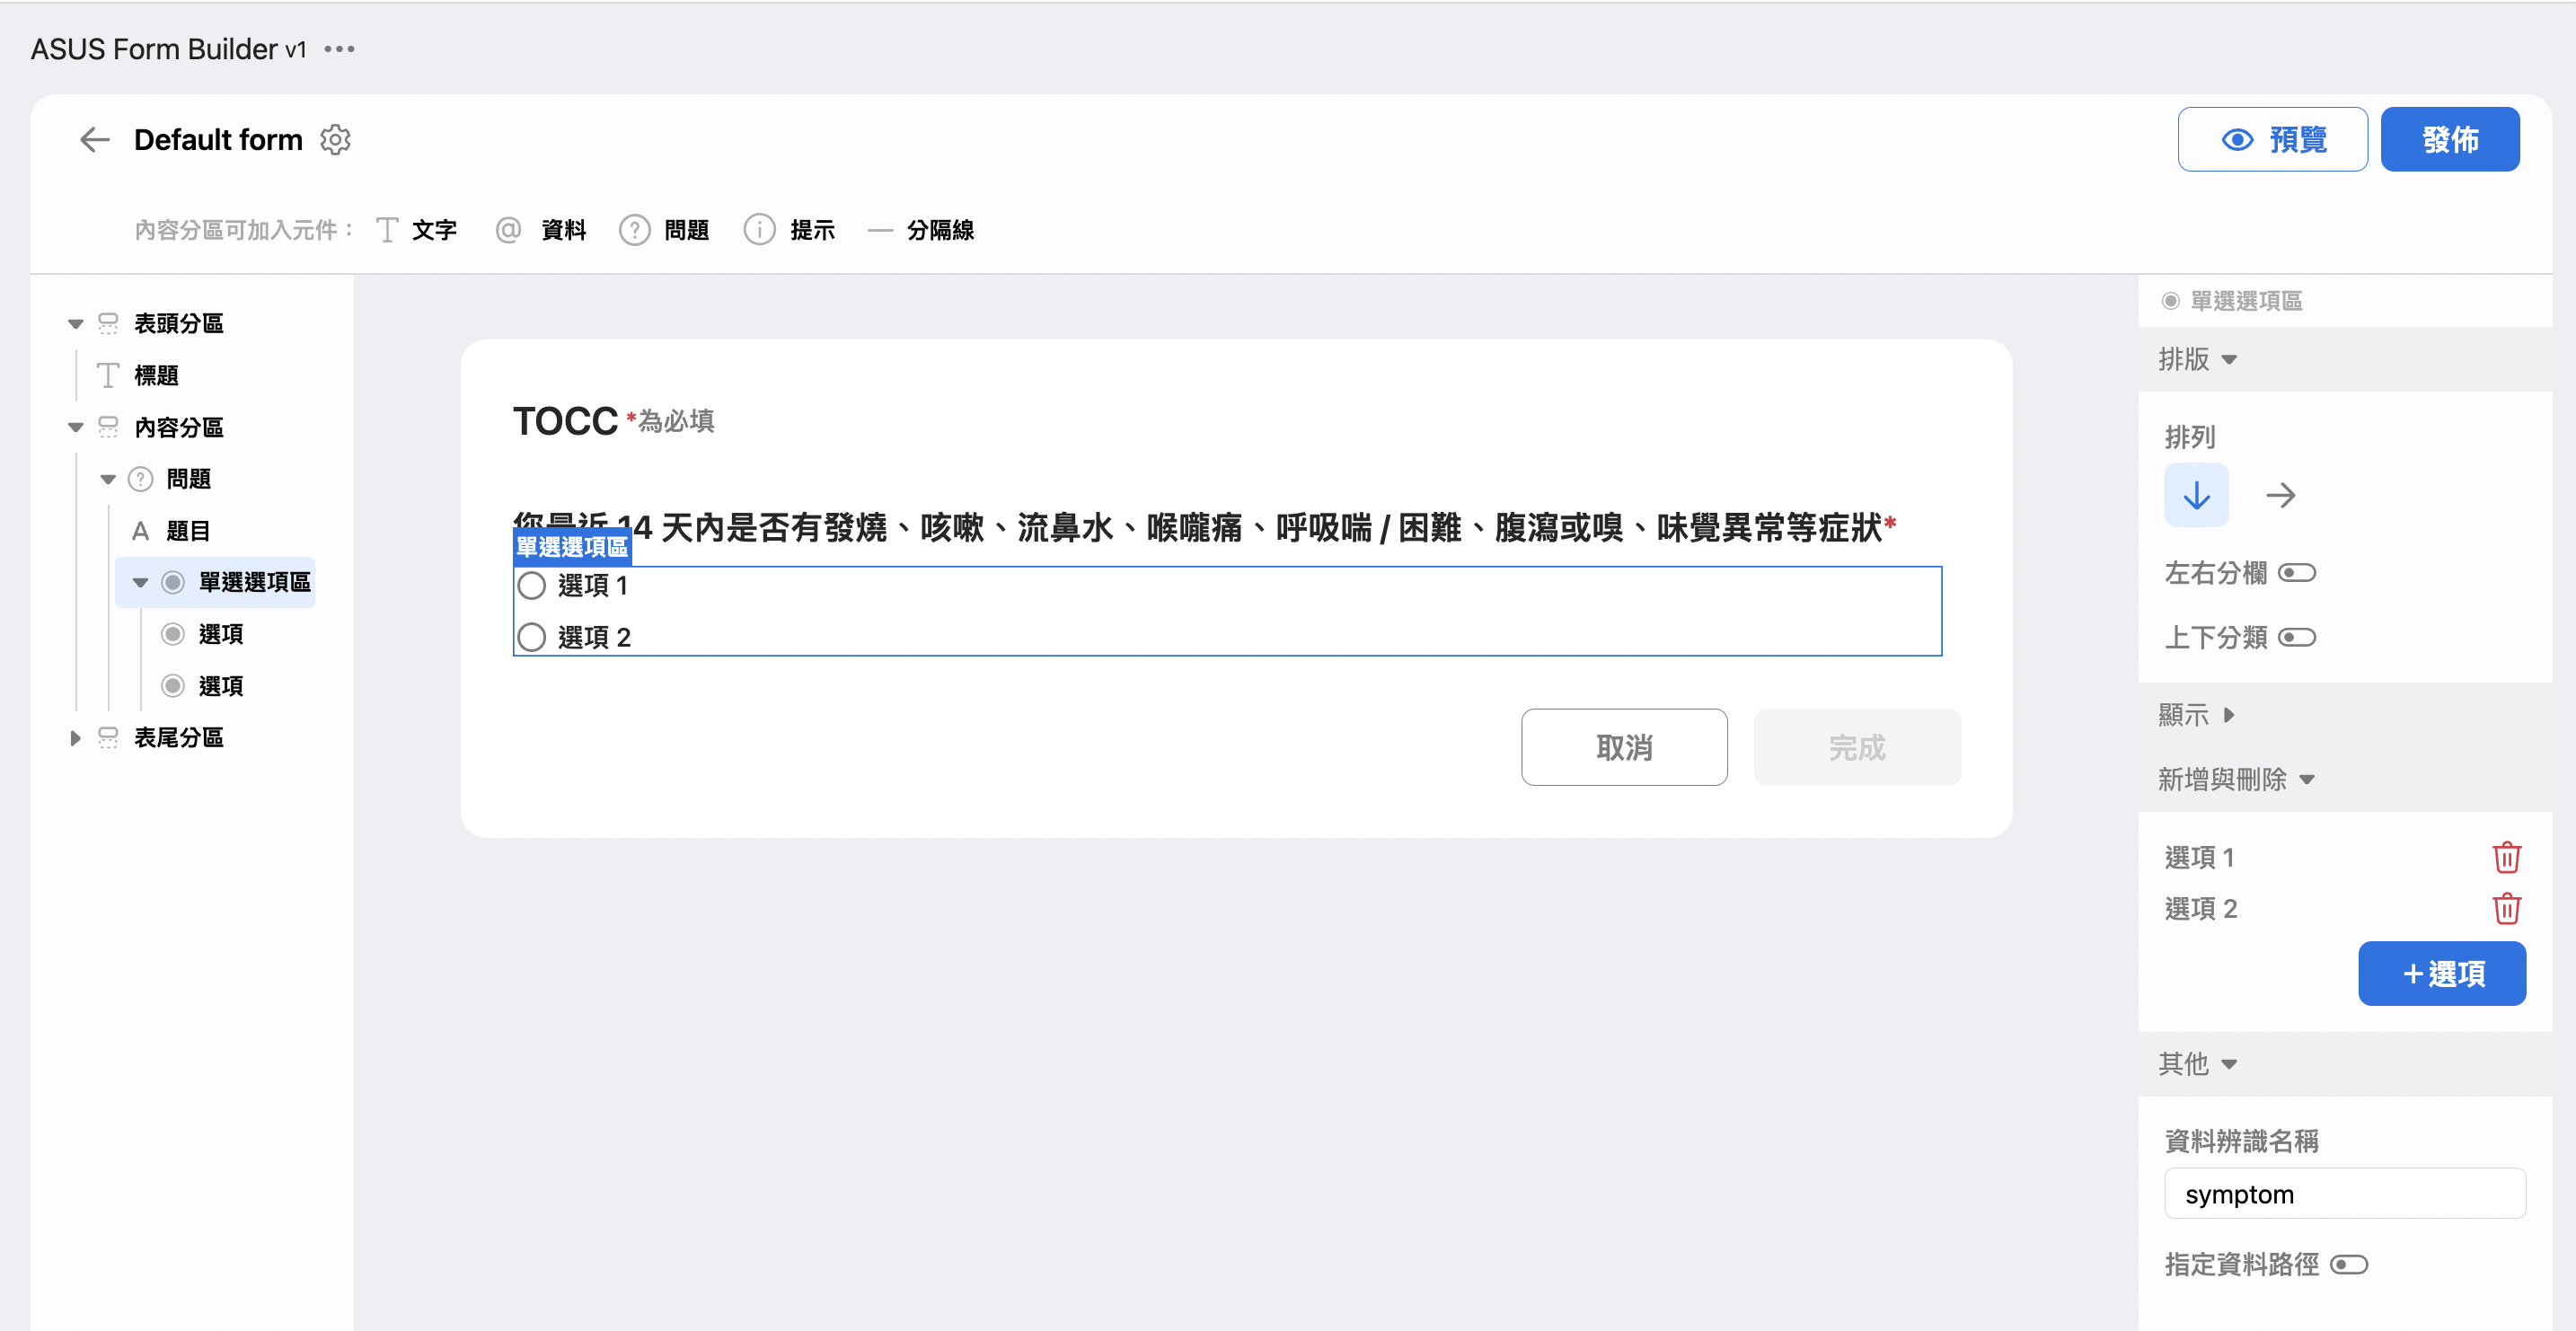 ASUS Form Builder v1
Default form
預覽
發佈
內容分區可加入元件：
文字
@ 資料
? 問題
i 提示
分隔線
表頭分區
標題
內容分區
問題
A 題目
單選選項區
選項
選項
表尾分區
TOCC *為必填
您最近 14 天內是否有發燒、咳嗽、流鼻水、喉嚨痛、呼吸喘 / 困難、腹瀉或嗅、味覺異常等症狀*
單選選項區
選項 1
選項 2
取消
完成
單選選項區
排版
排列
左右分欄
上下分類
顯示
新增與刪除
選項 1
選項 2
+ 選項
其他
資料辨識名稱
symptom
指定資料路徑